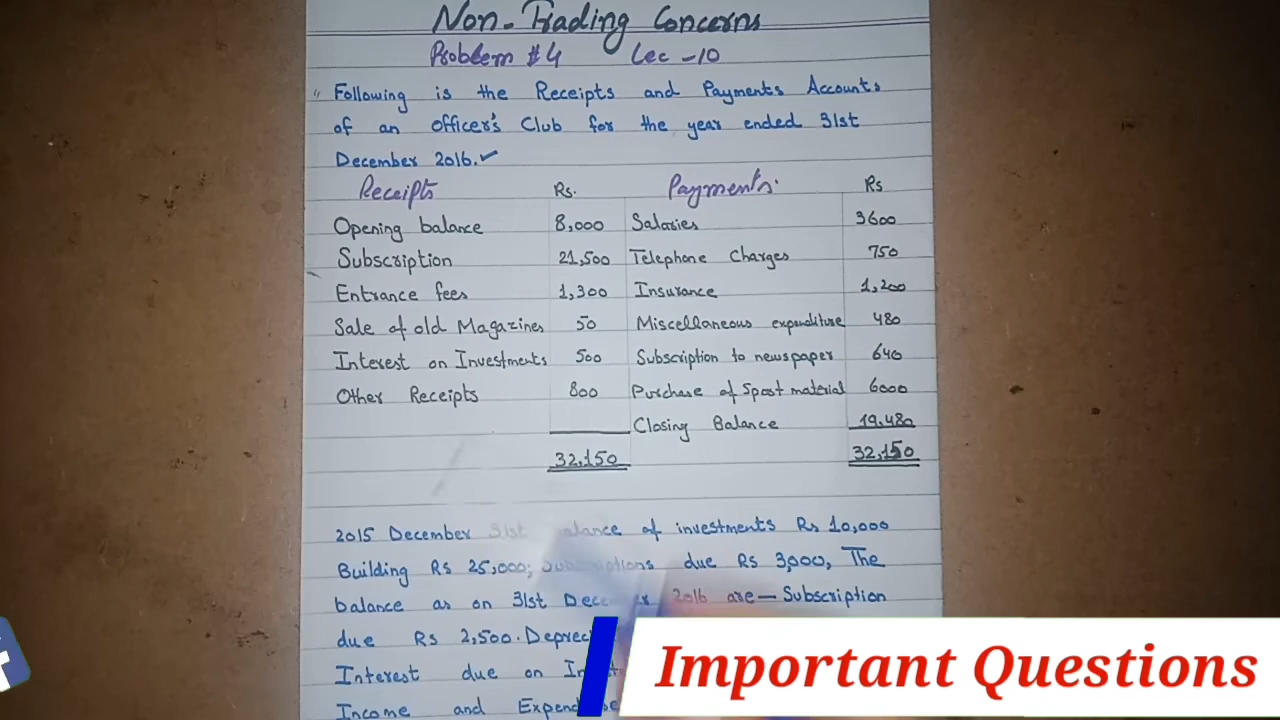 Non-Trading Concerns
Problem #4 Lec -10
" Following is the Receipts and Payments Accounts
of an officer's Club for the year ended 31st
December 2016.
Receipts Rs. Payments. Rs
Opening balance 8,000 Salaries 3600
Subscription 21,500 Telephone Charges 750
Entrance fees 1,300 Insurance 1,200
Sale of old Magazines 50 Miscellaneous expenditure 480
Interest on Investments 500 Subscription to newspaper 640
Other Receipts 800 Purchase of Sport material 6000
Closing Balance 19,480
32,150 32,150
2015 December 31st balance of investments Rs 10,000
Building Rs 25,000; Subscriptions due Rs 3,000, The
balance as on 31st 2016 are — Subscription
due Rs 2,500.
Interest due on
Income and
Important Questions